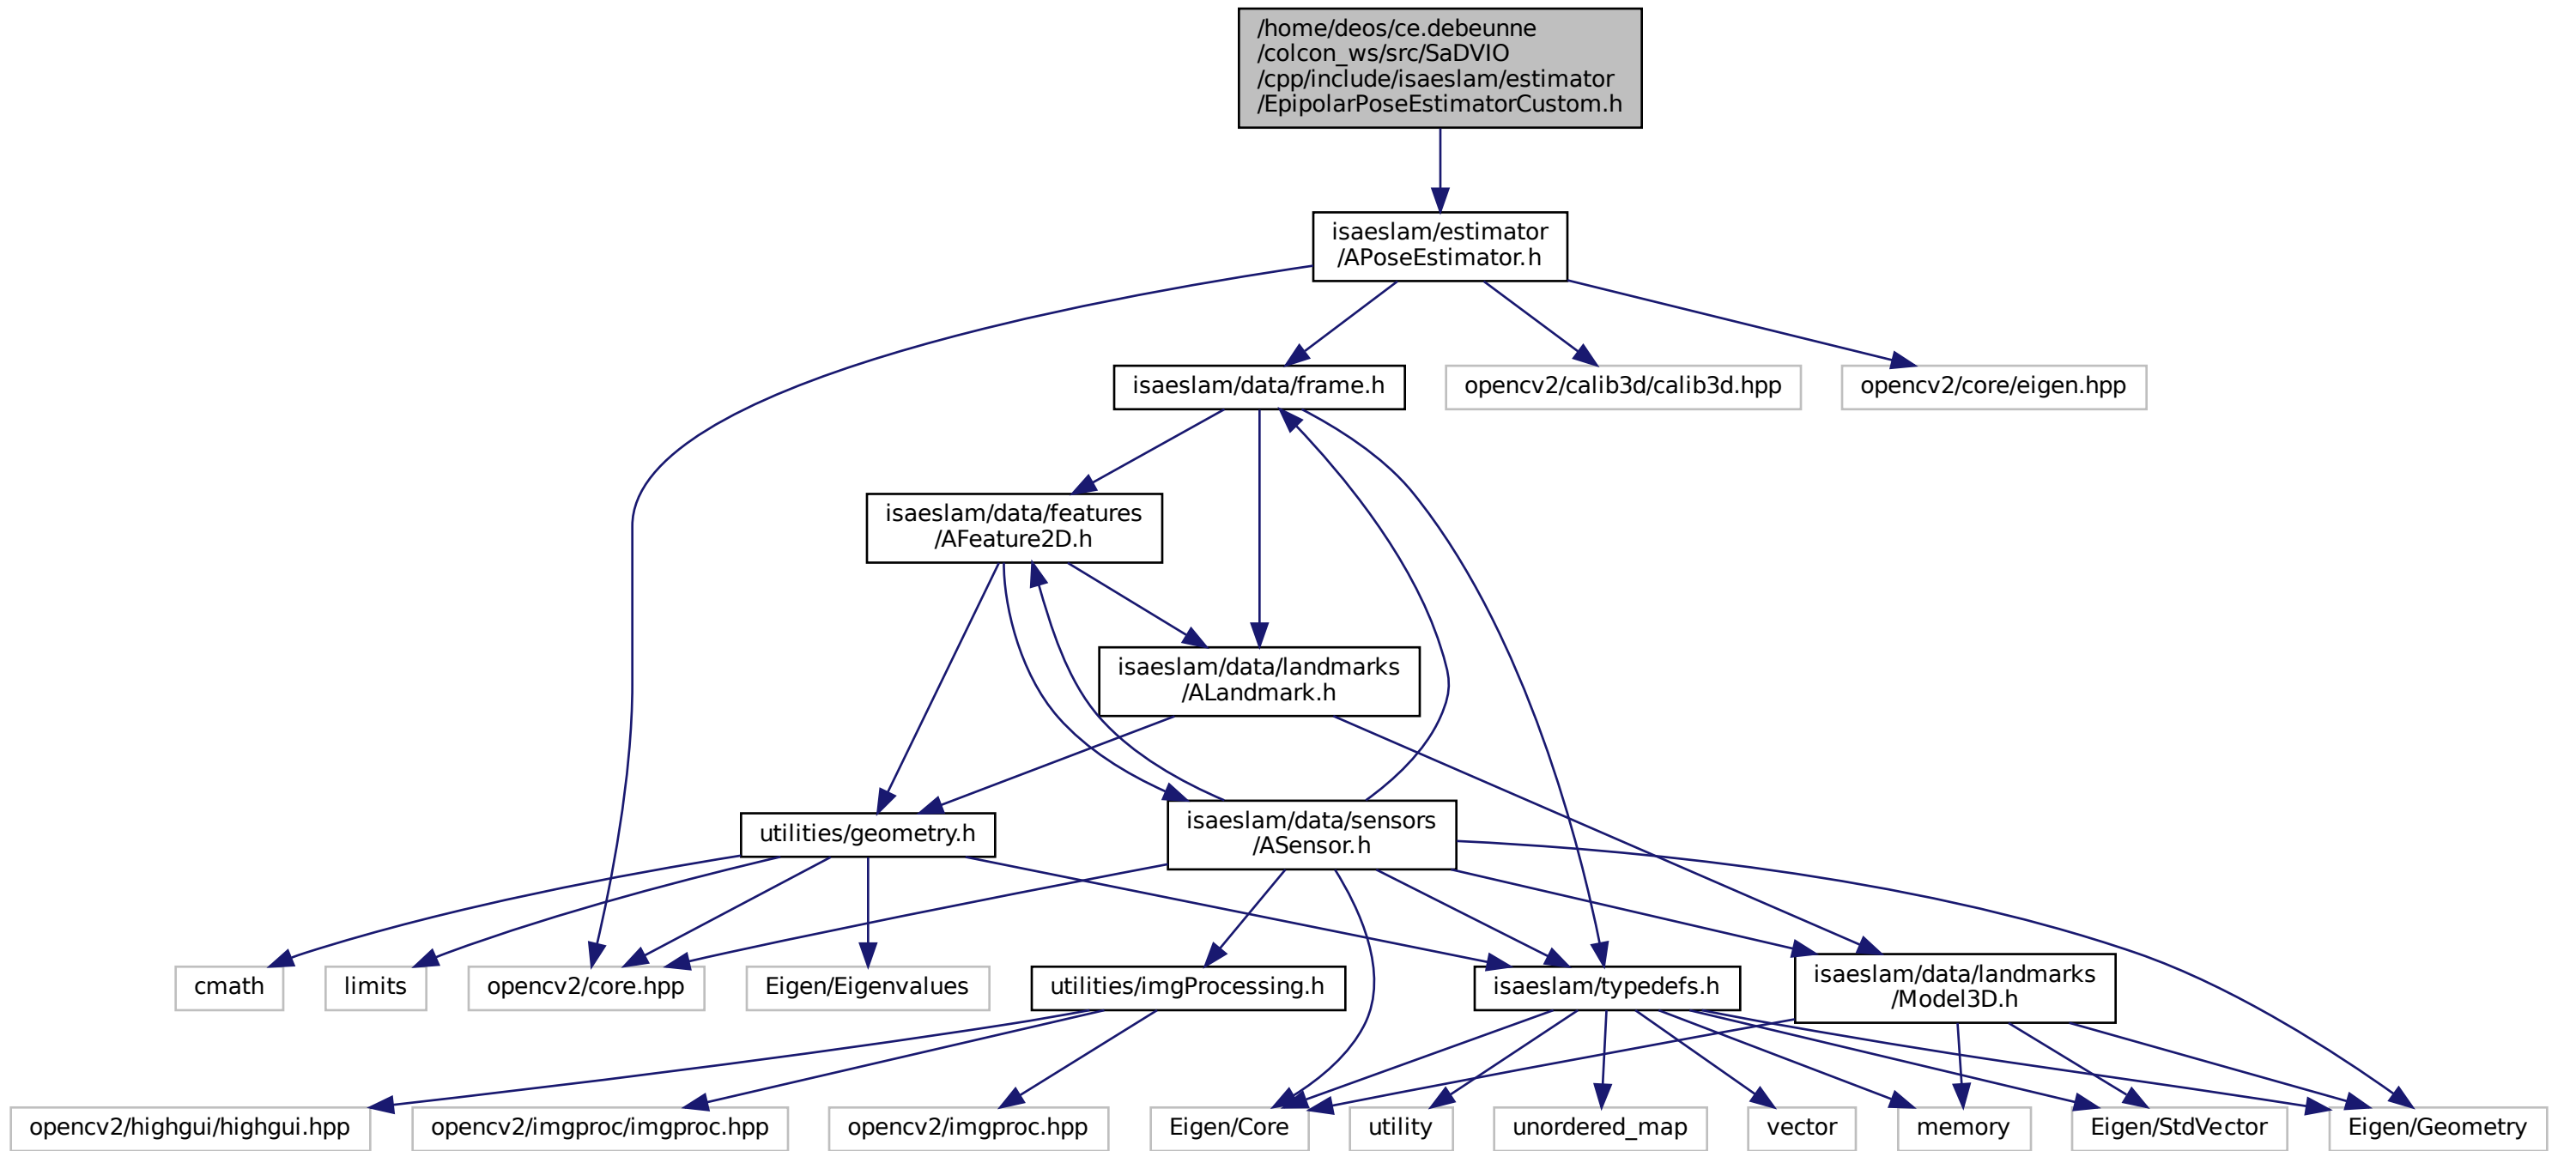 /home/deos/ce.debeunne
/colcon_ws/src/SaDVIO
/cpp/include/isaeslam/estimator
/EpipolarPoseEstimatorCustom.h
isaeslam/estimator
/APoseEstimator.h
isaeslam/data/frame.h
opencv2/calib3d/calib3d.hpp
opencv2/core/eigen.hpp
isaeslam/data/features
/AFeature2D.h
isaeslam/data/landmarks
/ALandmark.h
utilities/geometry.h
isaeslam/data/sensors
/ASensor.h
cmath
limits
opencv2/core.hpp
Eigen/Eigenvalues
utilities/imgProcessing.h
isaeslam/typedefs.h
isaeslam/data/landmarks
/Model3D.h
opencv2/highgui/highgui.hpp
opencv2/imgproc/imgproc.hpp
opencv2/imgproc.hpp
Eigen/Core
utility
unordered_map
vector
memory
Eigen/StdVector
Eigen/Geometry